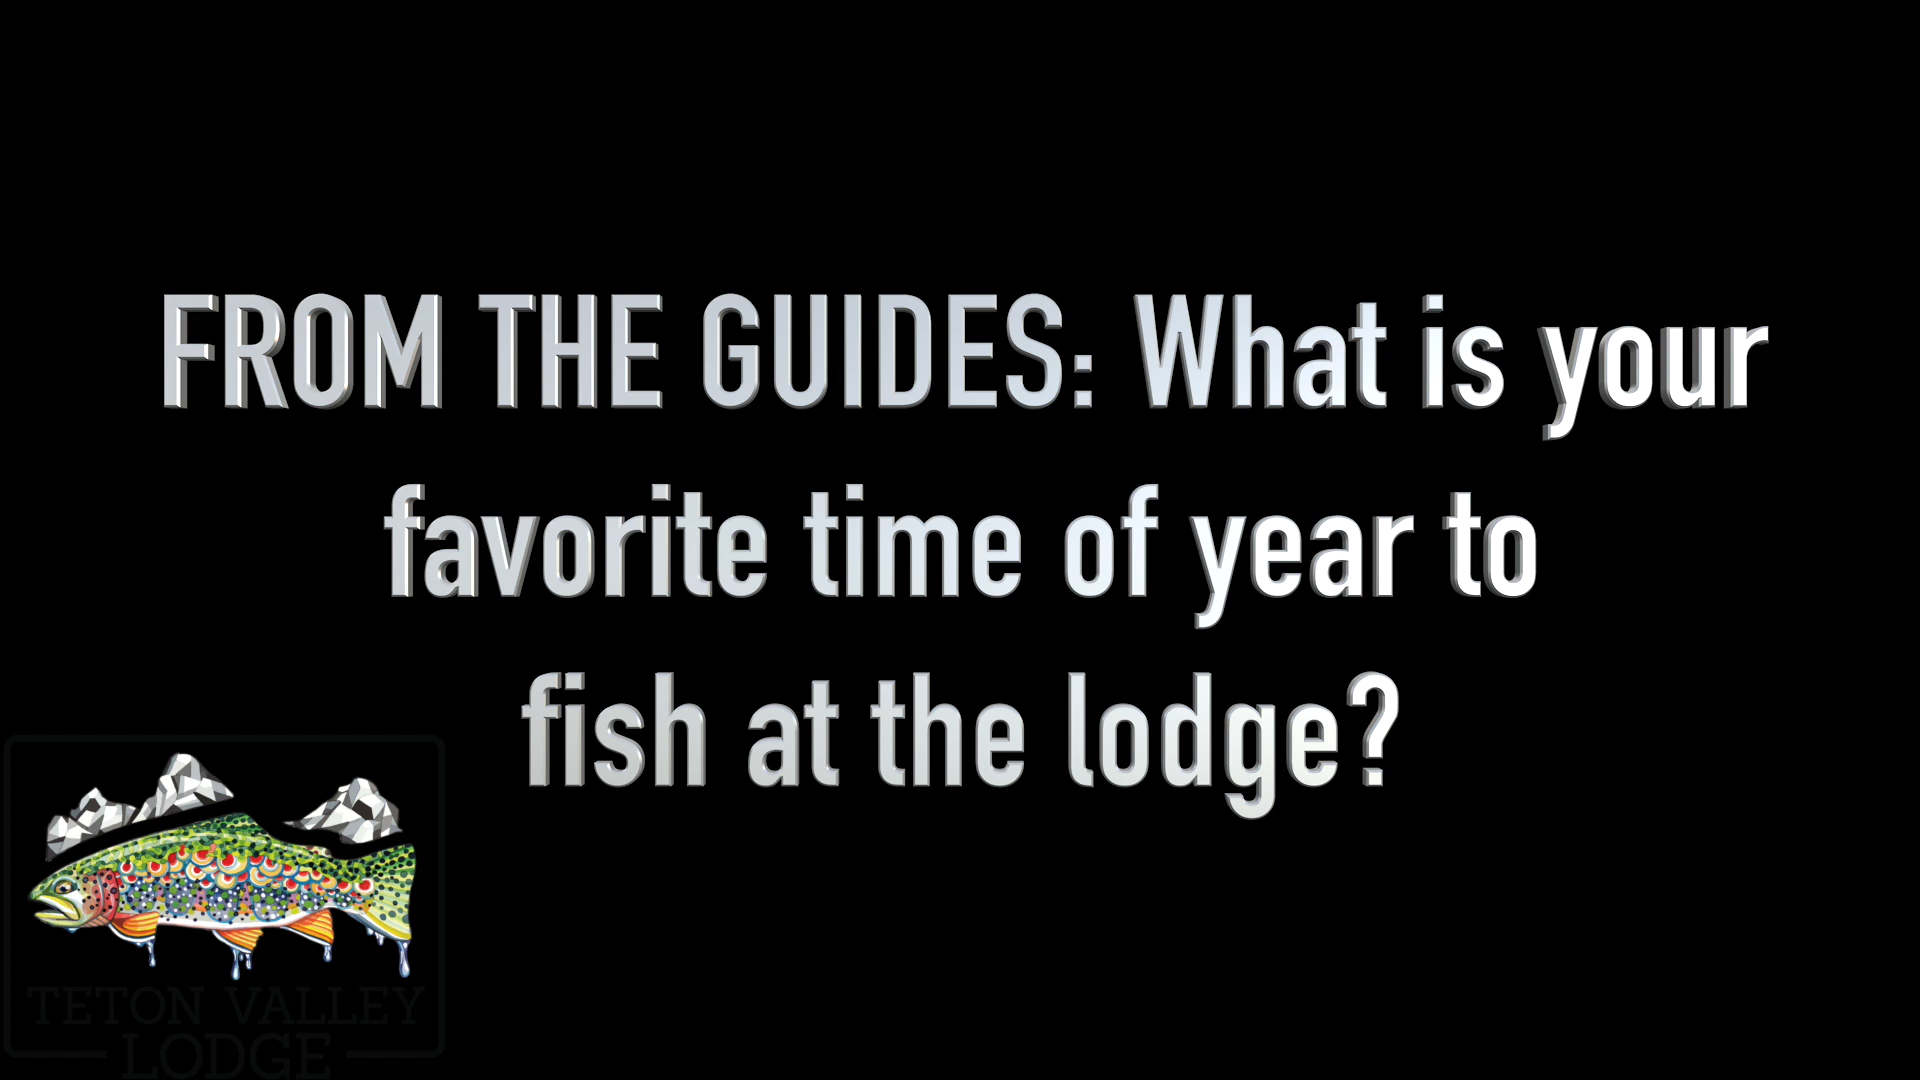 FROM THE GUIDES: What is your
favorite time of year to
fish at the lodge?
TETON VALLEY
LODGE